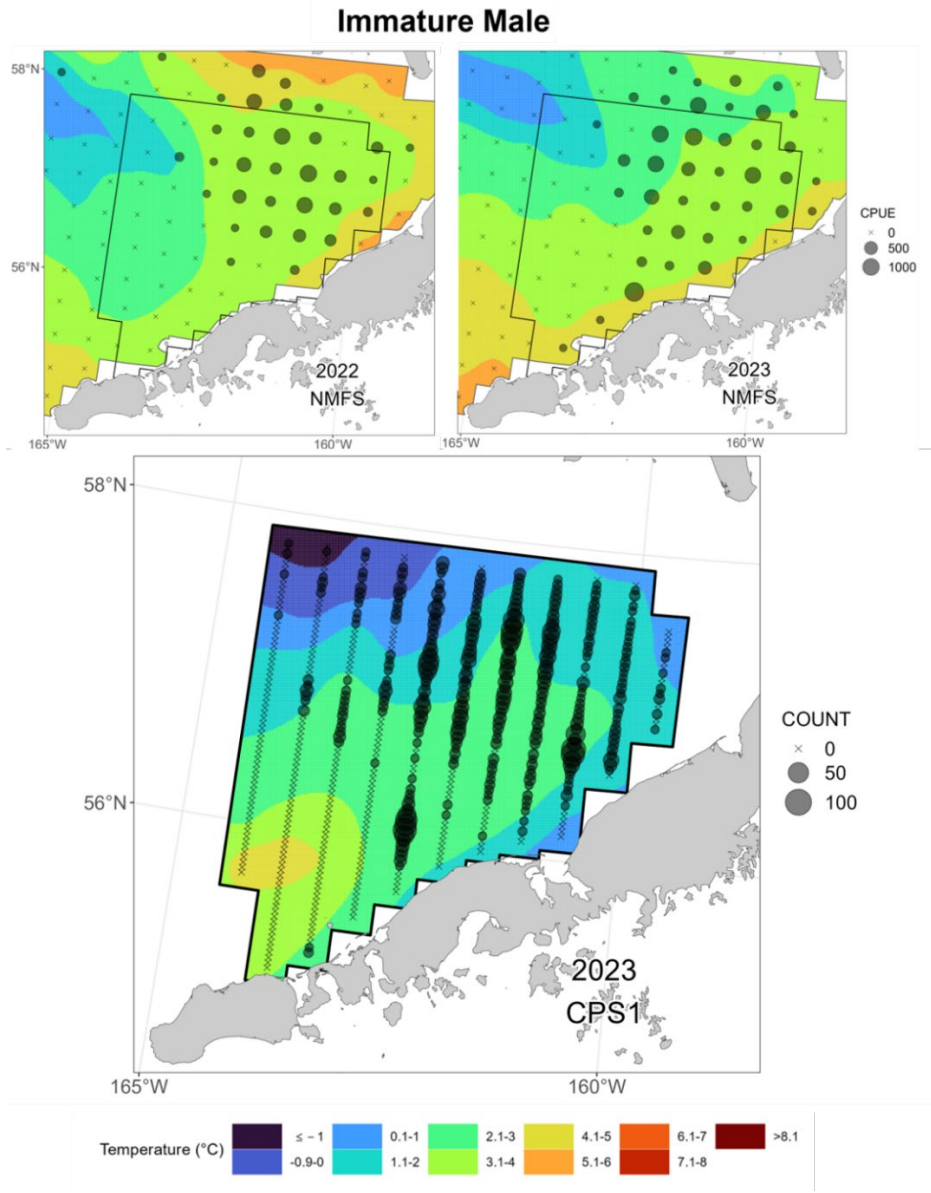 Immature Male
58°N
56°N
165°W
160°W
2022
NMFS
165°W
160°W
2023
NMFS
CPUE
× 0
500
1000
58°N
56°N
165°W
160°W
2023
CPS1
COUNT
× 0
50
100
Temperature (°C)
≤ − 1
0.1-1
2.1-3
4.1-5
6.1-7
>8.1
-0.9-0
1.1-2
3.1-4
5.1-6
7.1-8